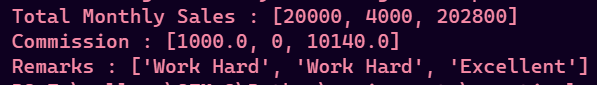 Total Monthly Sales : [20000, 4000, 202800]
Commission : [1000.0, 0, 10140.0]
Remarks : ['Work Hard', 'Work Hard', 'Excellent']